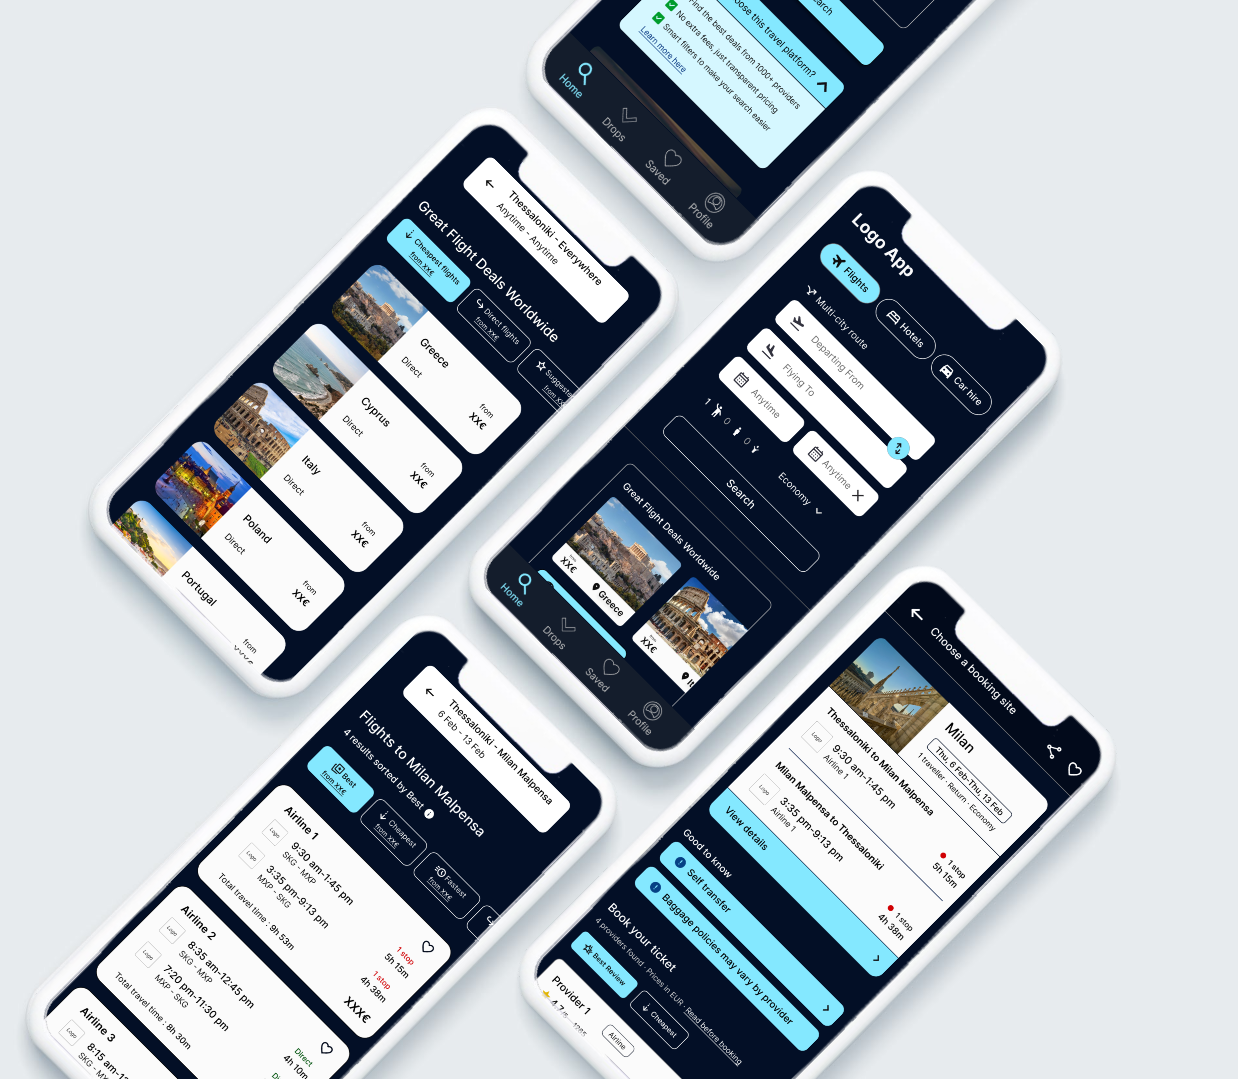 search
oose this travel platform?
Find the best deals from 1000+ providers
No extra fees, just transparent pricing
Smart filters to make your search easier
Learn more here
Home
Drops
Saved
Profile
Thessaloniki - Everywhere
Anytime - Anytime
Great Flight Deals Worldwide
Cheapest flights
from XX€
Direct flights
from XX€
Suggeste
from XX
Greece
Direct
from
XX€
Cyprus
Direct
from
XX€
Italy
Direct
from
XX€
Poland
Direct
from
XX€
Portugal
from
Logo App
Flights
Hotels
Car hire
Multi-city route
Departing From
Flying To
Anytime
Anytime
1
0
0
Economy
Search
Great Flight Deals Worldwide
XX€
Greece
XX€
It
Home
Drops
Saved
Profile
Thessaloniki - Milan Malpensa
6 Feb - 13 Feb
Flights to Milan Malpensa
4 results sorted by Best
Best
from XX€
Cheapest
from XX€
Fastest
from XX€
Airline 1
Logo
9:30 am-1:45 pm
SKG - MXP
1 stop
5h 15m
Logo
3:35 pm-9:13 pm
MXP - SKG
1 stop
4h 38m
Total travel time : 9h 53m
XXX€
Airline 2
Logo
8:35 am-12:45 pm
SKG - MXP
Direct
4h 10m
Logo
7:20 pm-11:30 pm
MXP - SKG
Total travel time : 8h 30m
Airline 3
Logo
8:15 am-1
SKG - M
Choose a booking site
Milan
Thu, 6 Feb-Thu, 13 Feb
1 traveller · Return · Economy
Thessaloniki to Milan Malpensa
Logo
9:30 am-1:45 pm
Airline 1
1 stop
5h 15m
Milan Malpensa to Thessaloniki
Logo
3:35 pm-9:13 pm
Airline 1
1 stop
4h 38m
View details
Good to know
Self transfer
Baggage policies may vary by provider
Book your ticket
4 providers found · Prices in EUR · Read before booking
Best Review
Cheapest
Provider 1
Airline